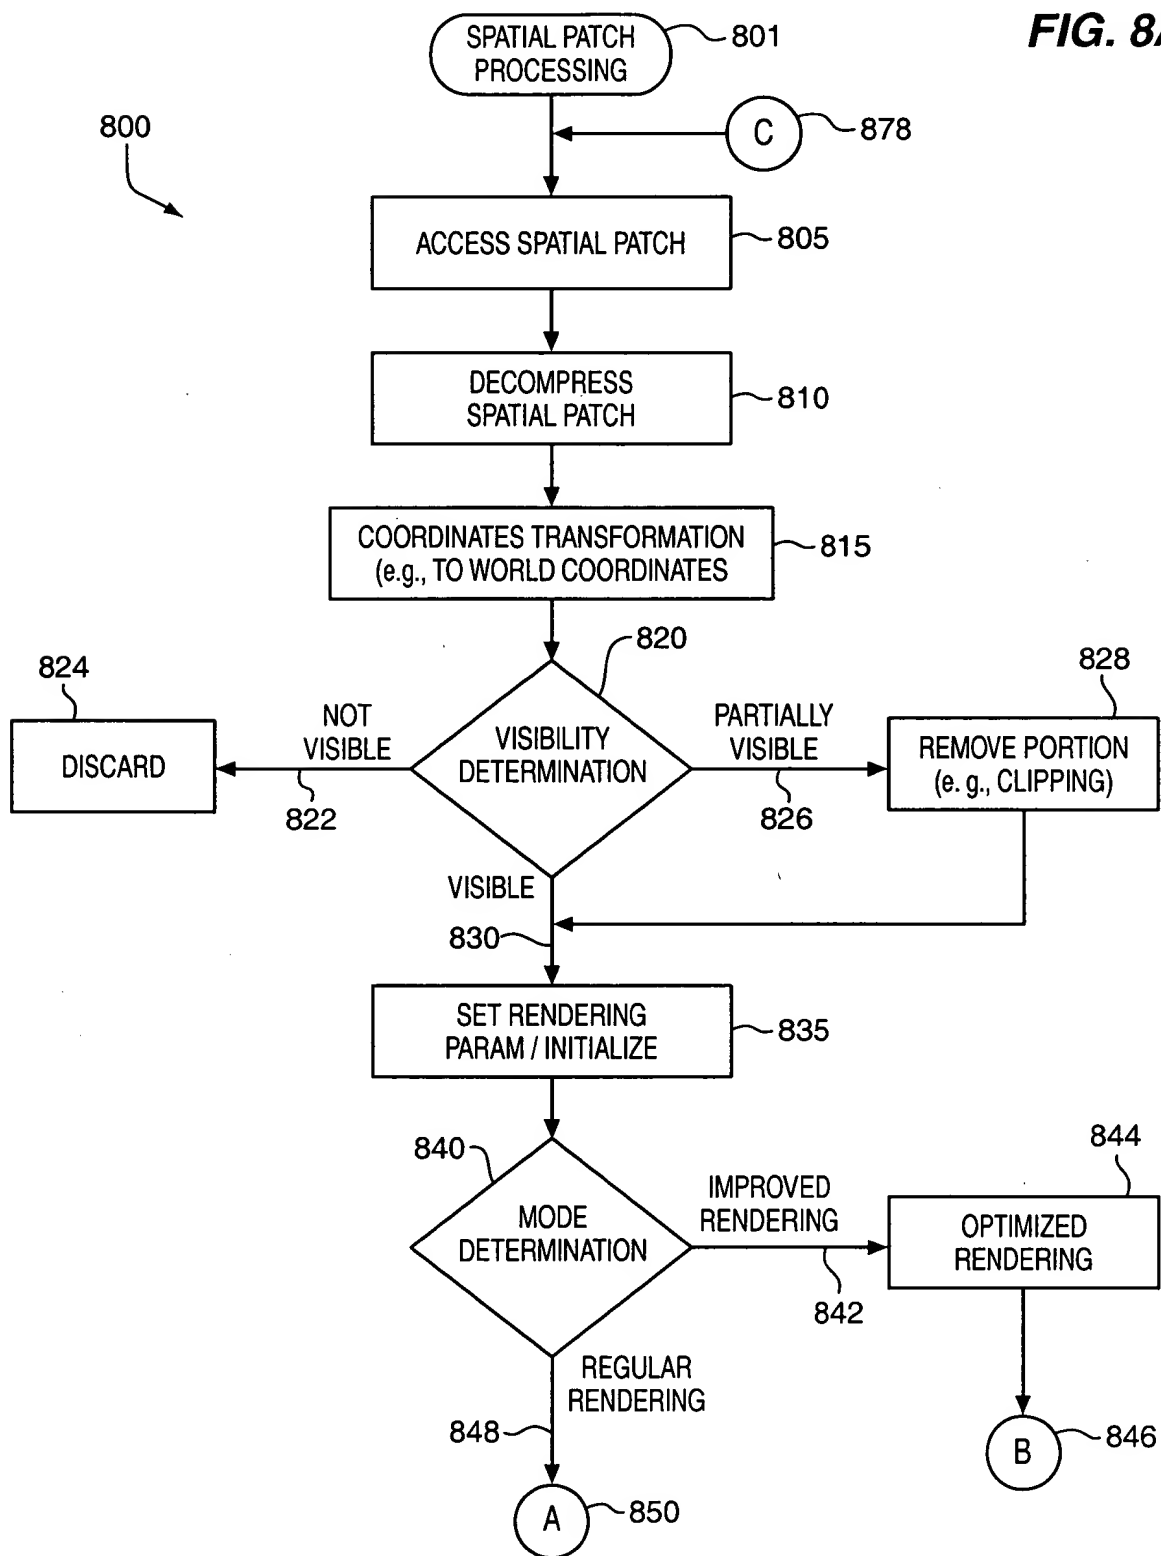 FIG. 8A
SPATIAL PATCH
PROCESSING
801
800
C
878
ACCESS SPATIAL PATCH
805
DECOMPRESS
SPATIAL PATCH
810
COORDINATES TRANSFORMATION
(e.g., TO WORLD COORDINATES
815
820
824
828
DISCARD
NOT
VISIBLE
822
VISIBILITY
DETERMINATION
PARTIALLY
VISIBLE
826
REMOVE PORTION
(e. g., CLIPPING)
VISIBLE
830
SET RENDERING
PARAM / INITIALIZE
835
840
844
MODE
DETERMINATION
IMPROVED
RENDERING
842
OPTIMIZED
RENDERING
REGULAR
RENDERING
848
B
846
A
850